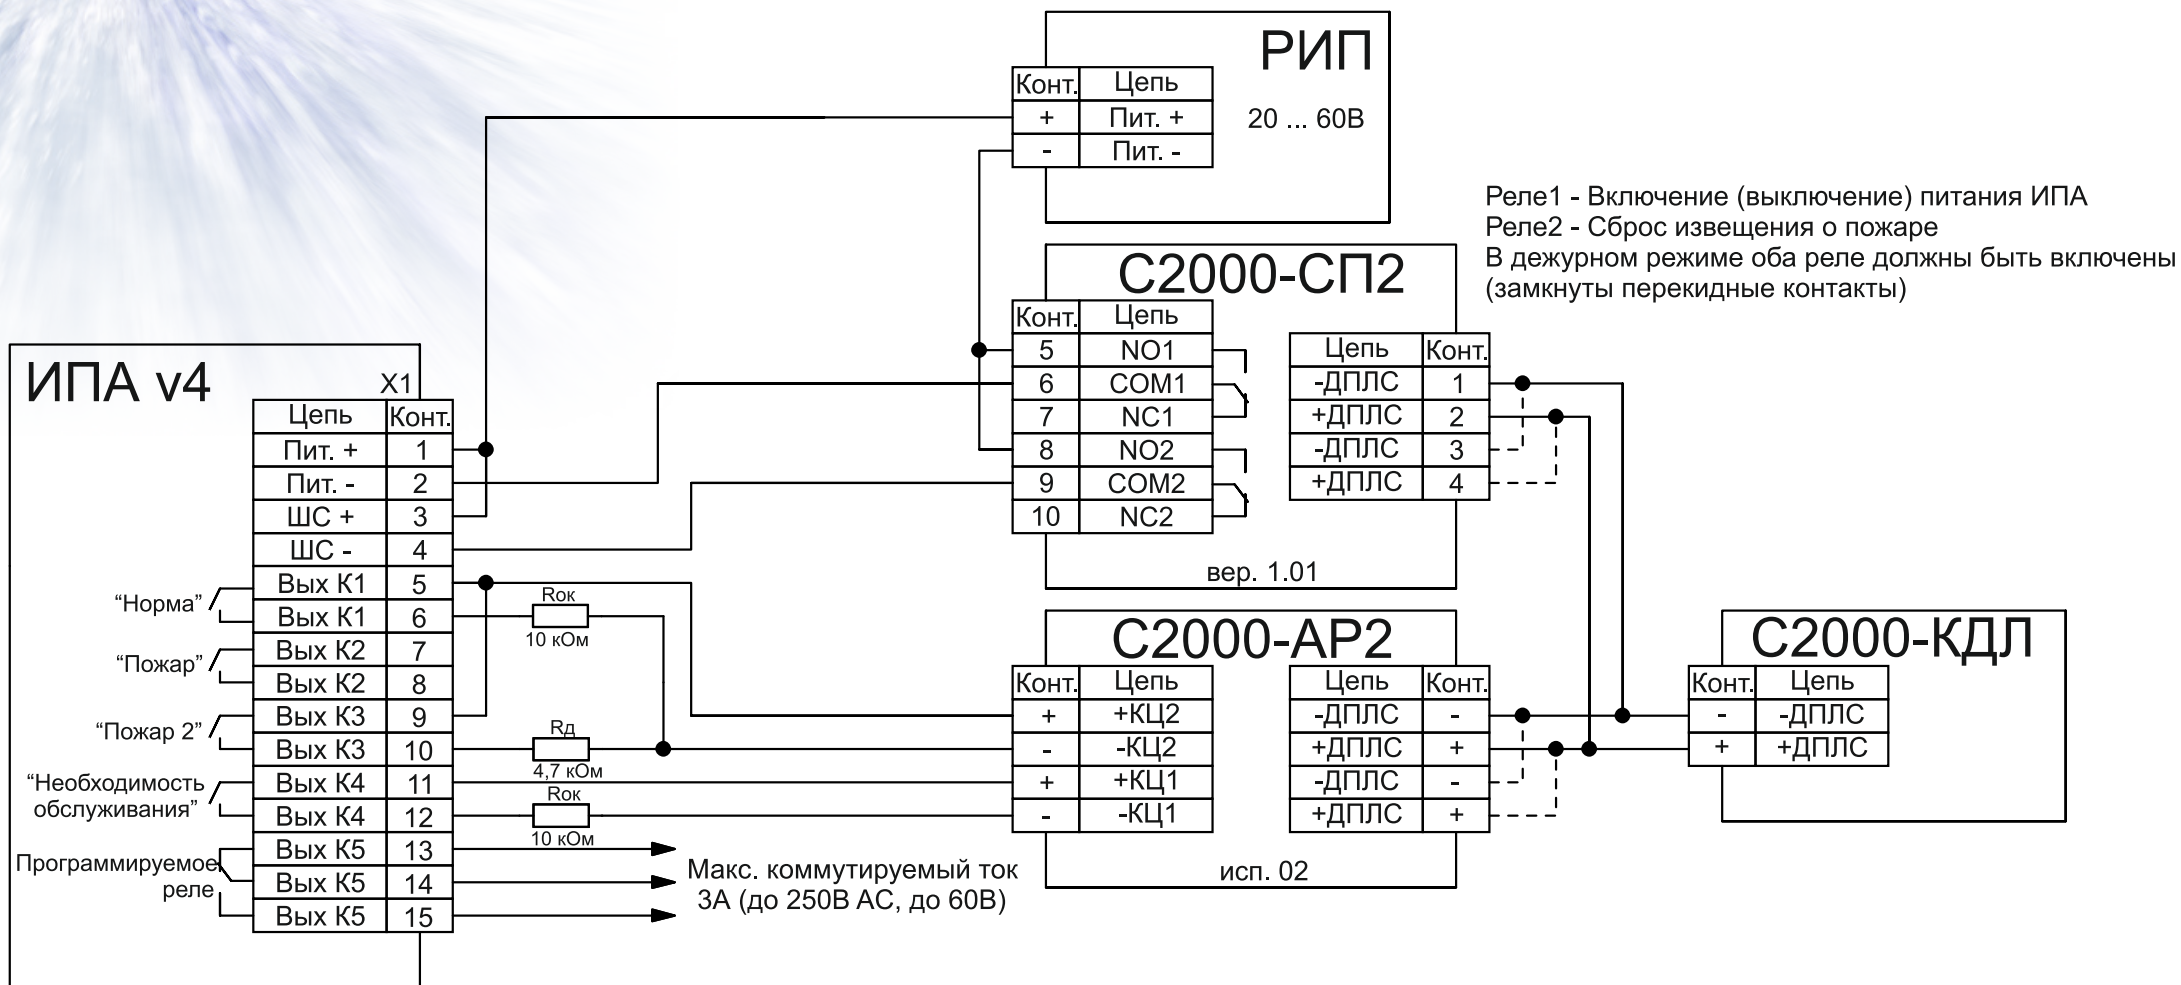 РИП
Конт. Цепь
+ Пит. +
- Пит. -
20 ... 60В
Реле1 - Включение (выключение) питания ИПА
Реле2 - Сброс извещения о пожаре
В дежурном режиме оба реле должны быть включены
(замкнуты перекидные контакты)
С2000-СП2
Конт. Цепь
5 NO1
6 COM1
7 NC1
8 NO2
9 COM2
10 NC2
Цепь Конт.
-ДПЛС 1
+ДПЛС 2
-ДПЛС 3
+ДПЛС 4
вер. 1.01
ИПА v4
X1
Цепь Конт.
Пит. + 1
Пит. - 2
ШС + 3
ШС - 4
Вых К1 5
Вых К1 6
Вых К2 7
Вых К2 8
Вых К3 9
Вых К3 10
Вых К4 11
Вых К4 12
Вых К5 13
Вых К5 14
Вых К5 15
“Норма”
“Пожар”
“Пожар 2”
“Необходимость
обслуживания”
Программируемое
реле
Rок
10 кОм
Rд
4,7 кОм
Rок
10 кОм
Макс. коммутируемый ток
3А (до 250В АС, до 60В)
С2000-АР2
Конт. Цепь
+ +КЦ2
- -КЦ2
+ +КЦ1
- -КЦ1
Цепь Конт.
-ДПЛС -
+ДПЛС +
-ДПЛС -
+ДПЛС +
исп. 02
С2000-КДЛ
Конт. Цепь
- -ДПЛС
+ +ДПЛС